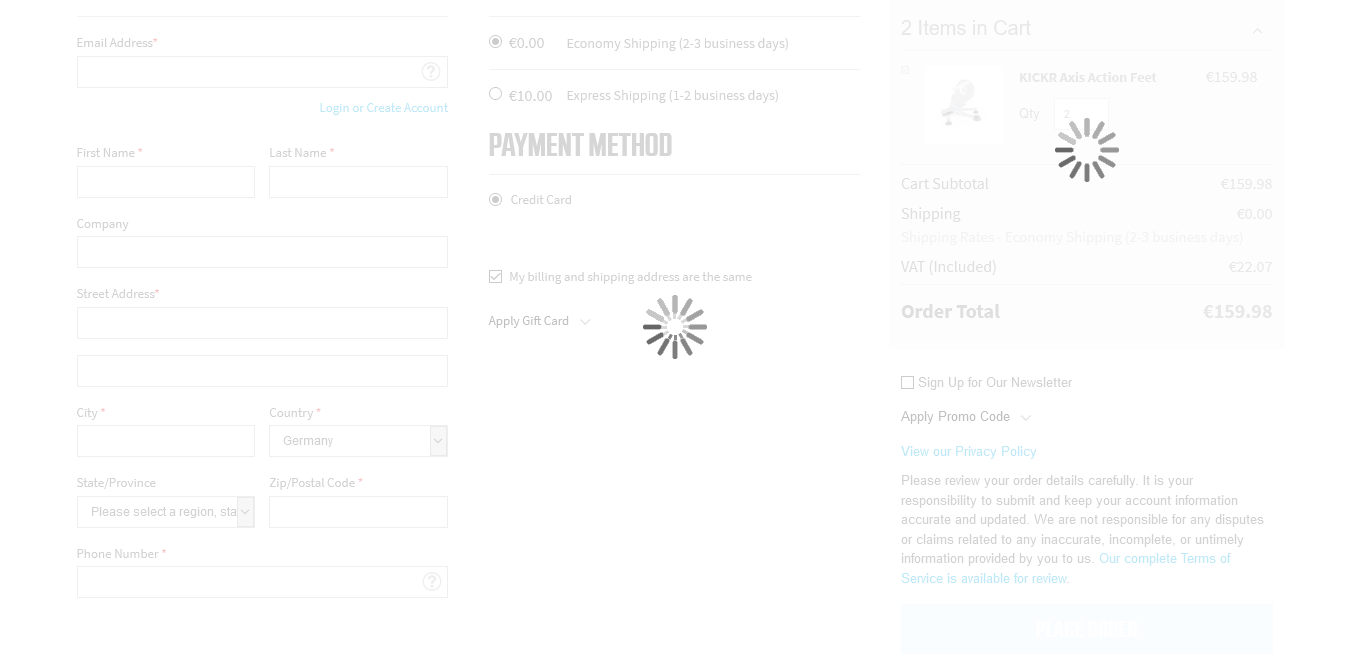 Email Address*
Login or Create Account
First Name *
Last Name *
Company
Street Address*
City *
Country *
Germany
State/Province
Zip/Postal Code *
Please select a region, sta
Phone Number *
€0.00 Economy Shipping (2-3 business days)
€10.00 Express Shipping (1-2 business days)
PAYMENT METHOD
Credit Card
My billing and shipping address are the same
Apply Gift Card
2 Items in Cart
KICKR Axis Action Feet €159.98
Qty 2
Cart Subtotal €159.98
Shipping €0.00
Shipping Rates - Economy Shipping (2-3 business days)
VAT (Included) €22.07
Order Total €159.98
Sign Up for Our Newsletter
Apply Promo Code
View our Privacy Policy
Please review your order details carefully. It is your
responsibility to submit and keep your account information
accurate and updated. We are not responsible for any disputes
or claims related to any inaccurate, incomplete, or untimely
information provided by you to us. Our complete Terms of
Service is available for review.
PLACE ORDER